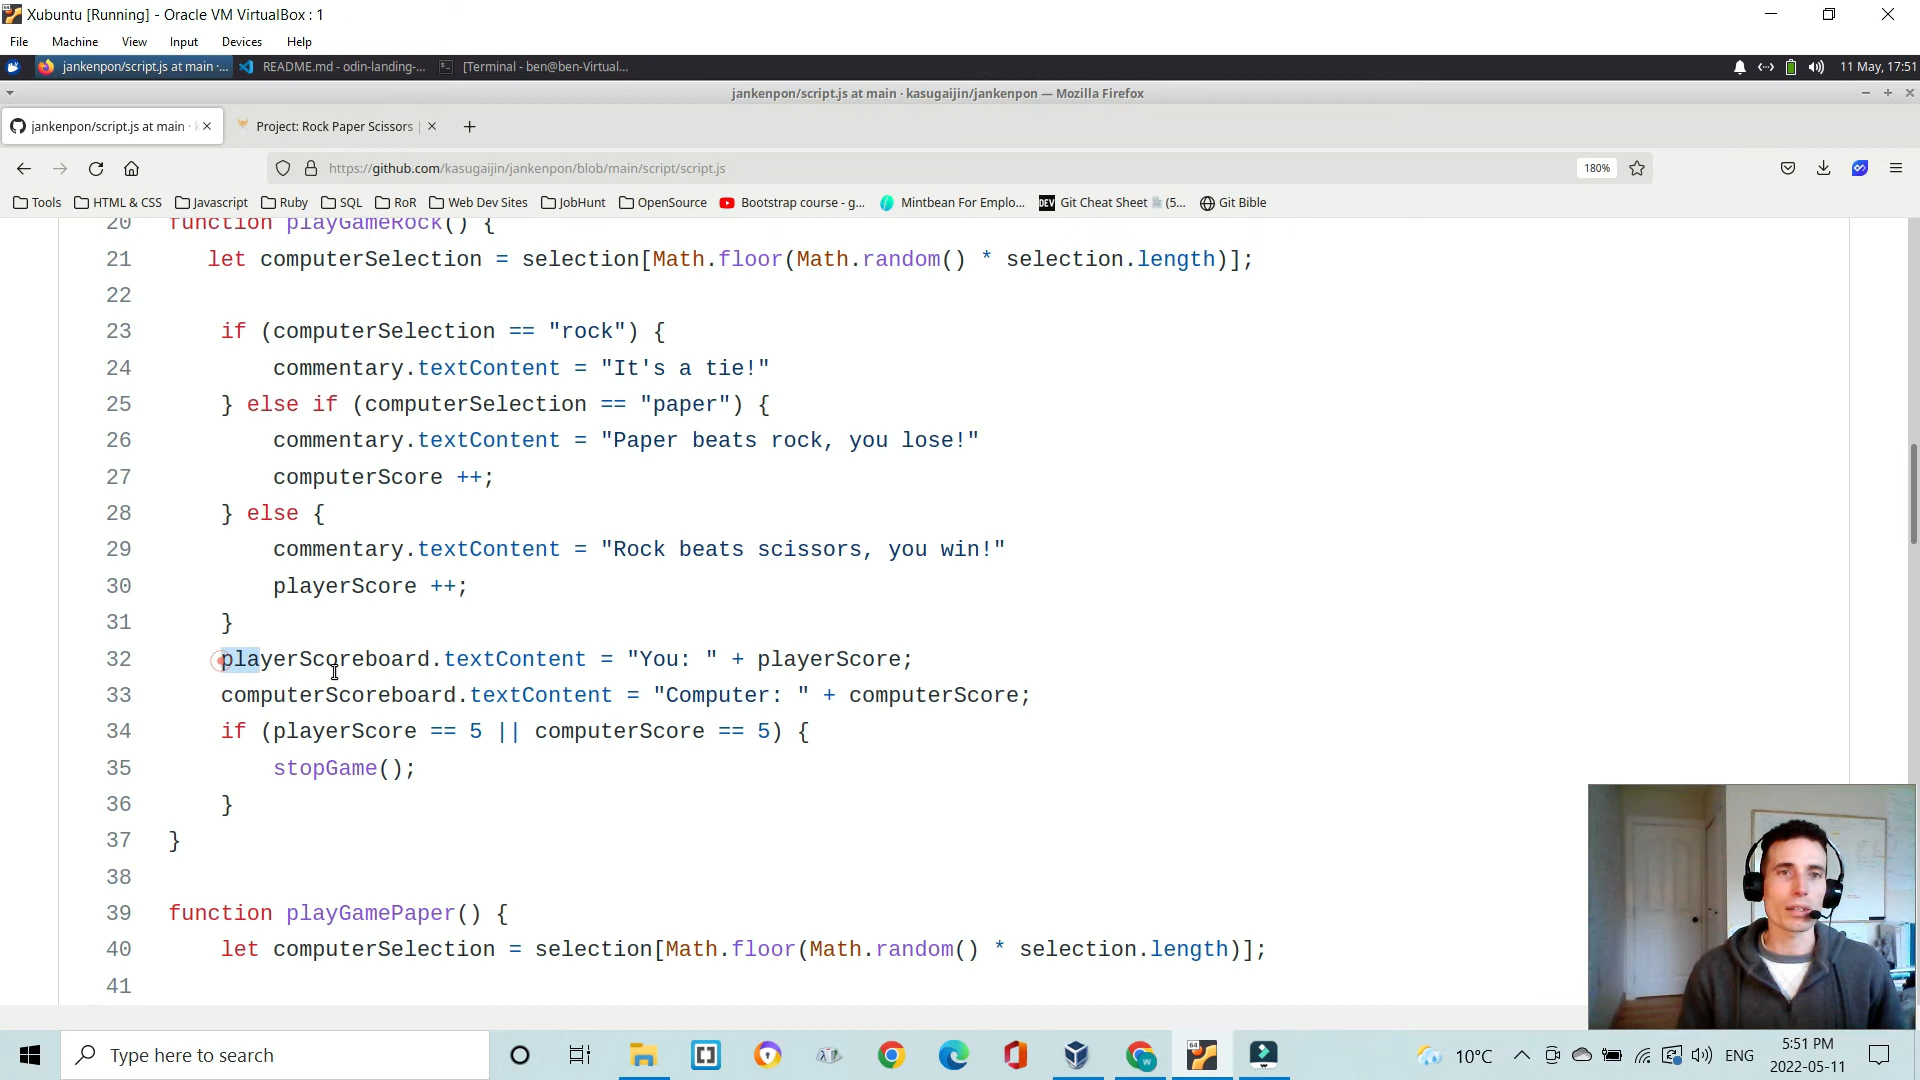 Xubuntu [Running] - Oracle VM VirtualBox : 1
File Machine View Input Devices Help
jankenpon/script.js at main ·... README.md - odin-landing-... [Terminal - ben@ben-Virtual... 11 May, 17:51
jankenpon/script.js at main · kasugaijin/jankenpon — Mozilla Firefox
jankenpon/script.js at main · Project: Rock Paper Scissors
https://github.com/kasugaijin/jankenpon/blob/main/script/script.js 180%
Tools HTML & CSS Javascript Ruby SQL RoR Web Dev Sites JobHunt OpenSource Bootstrap course - g... Mintbean For Emplo... DEV Git Cheat Sheet (5... Git Bible
20 function playGameRock() {
21 let computerSelection = selection[Math.floor(Math.random() * selection.length)];
22
23 if (computerSelection == "rock") {
24 commentary.textContent = "It's a tie!"
25 } else if (computerSelection == "paper") {
26 commentary.textContent = "Paper beats rock, you lose!"
27 computerScore ++;
28 } else {
29 commentary.textContent = "Rock beats scissors, you win!"
30 playerScore ++;
31 }
32 playerScoreboard.textContent = "You: " + playerScore;
33 computerScoreboard.textContent = "Computer: " + computerScore;
34 if (playerScore == 5 || computerScore == 5) {
35 stopGame();
36 }
37 }
38
39 function playGamePaper() {
40 let computerSelection = selection[Math.floor(Math.random() * selection.length)];
41
Type here to search 10°C ENG 5:51 PM
2022-05-11